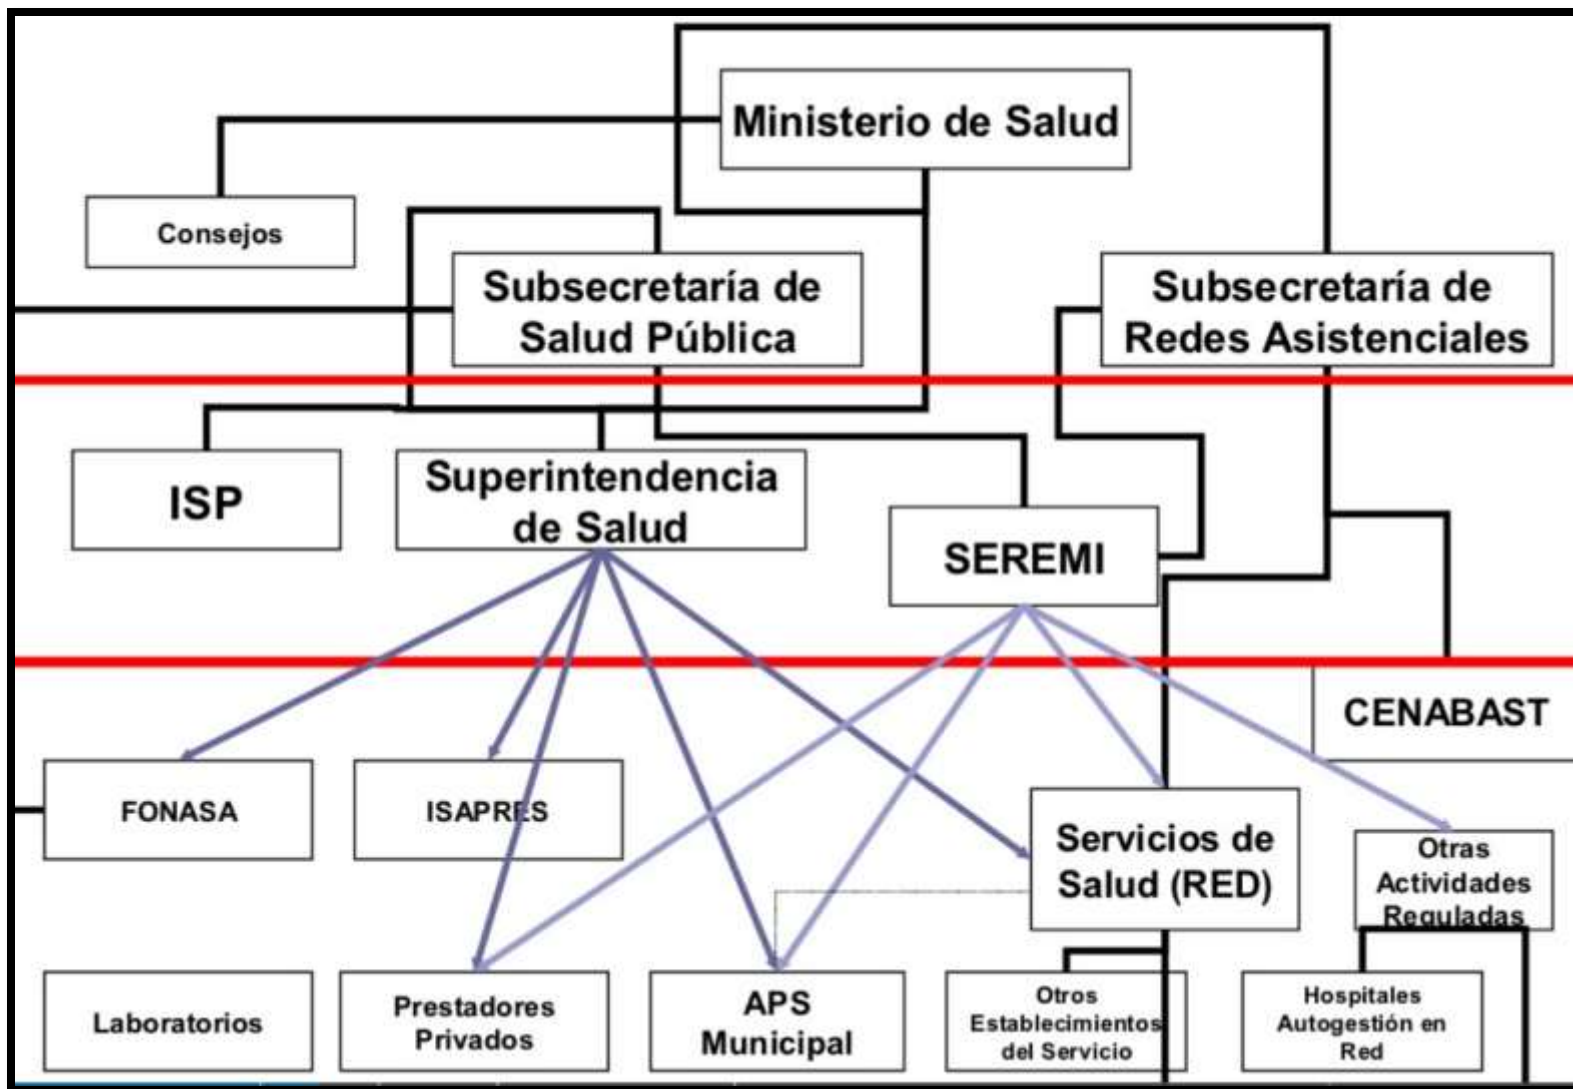 Ministerio de Salud
Consejos
Subsecretaría de
Salud Pública
Subsecretaría de
Redes Asistenciales
ISP
Superintendencia
de Salud
SEREMI
CENABAST
FONASA
ISAPRES
Servicios de
Salud (RED)
Otras
Actividades
Reguladas
Laboratorios
Prestadores
Privados
APS
Municipal
Otros
Establecimientos
del Servicio
Hospitales
Autogestión en
Red